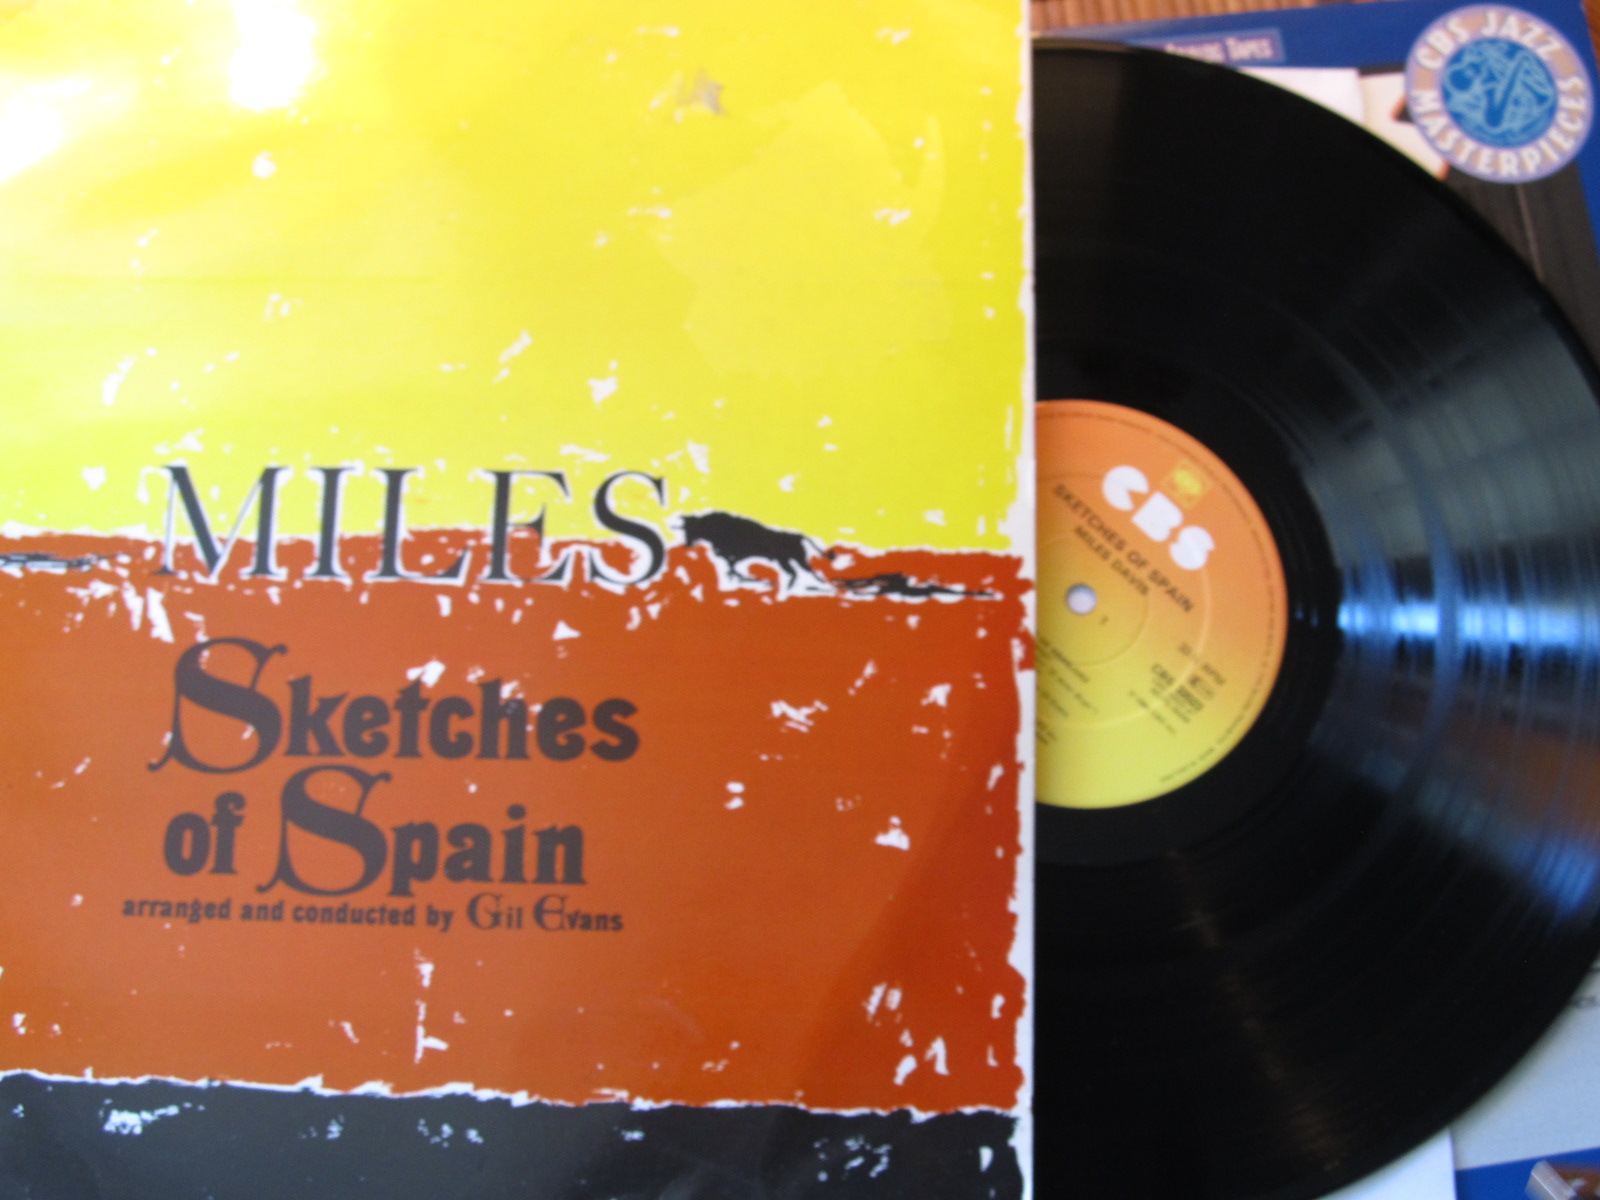 MILES
Sketches
of Spain
arranged and conducted by Gil Evans
TAPES
CBS JAZZ
MASTERPIECES
CBS
SKETCHES OF SPAIN
MILES DAVIS